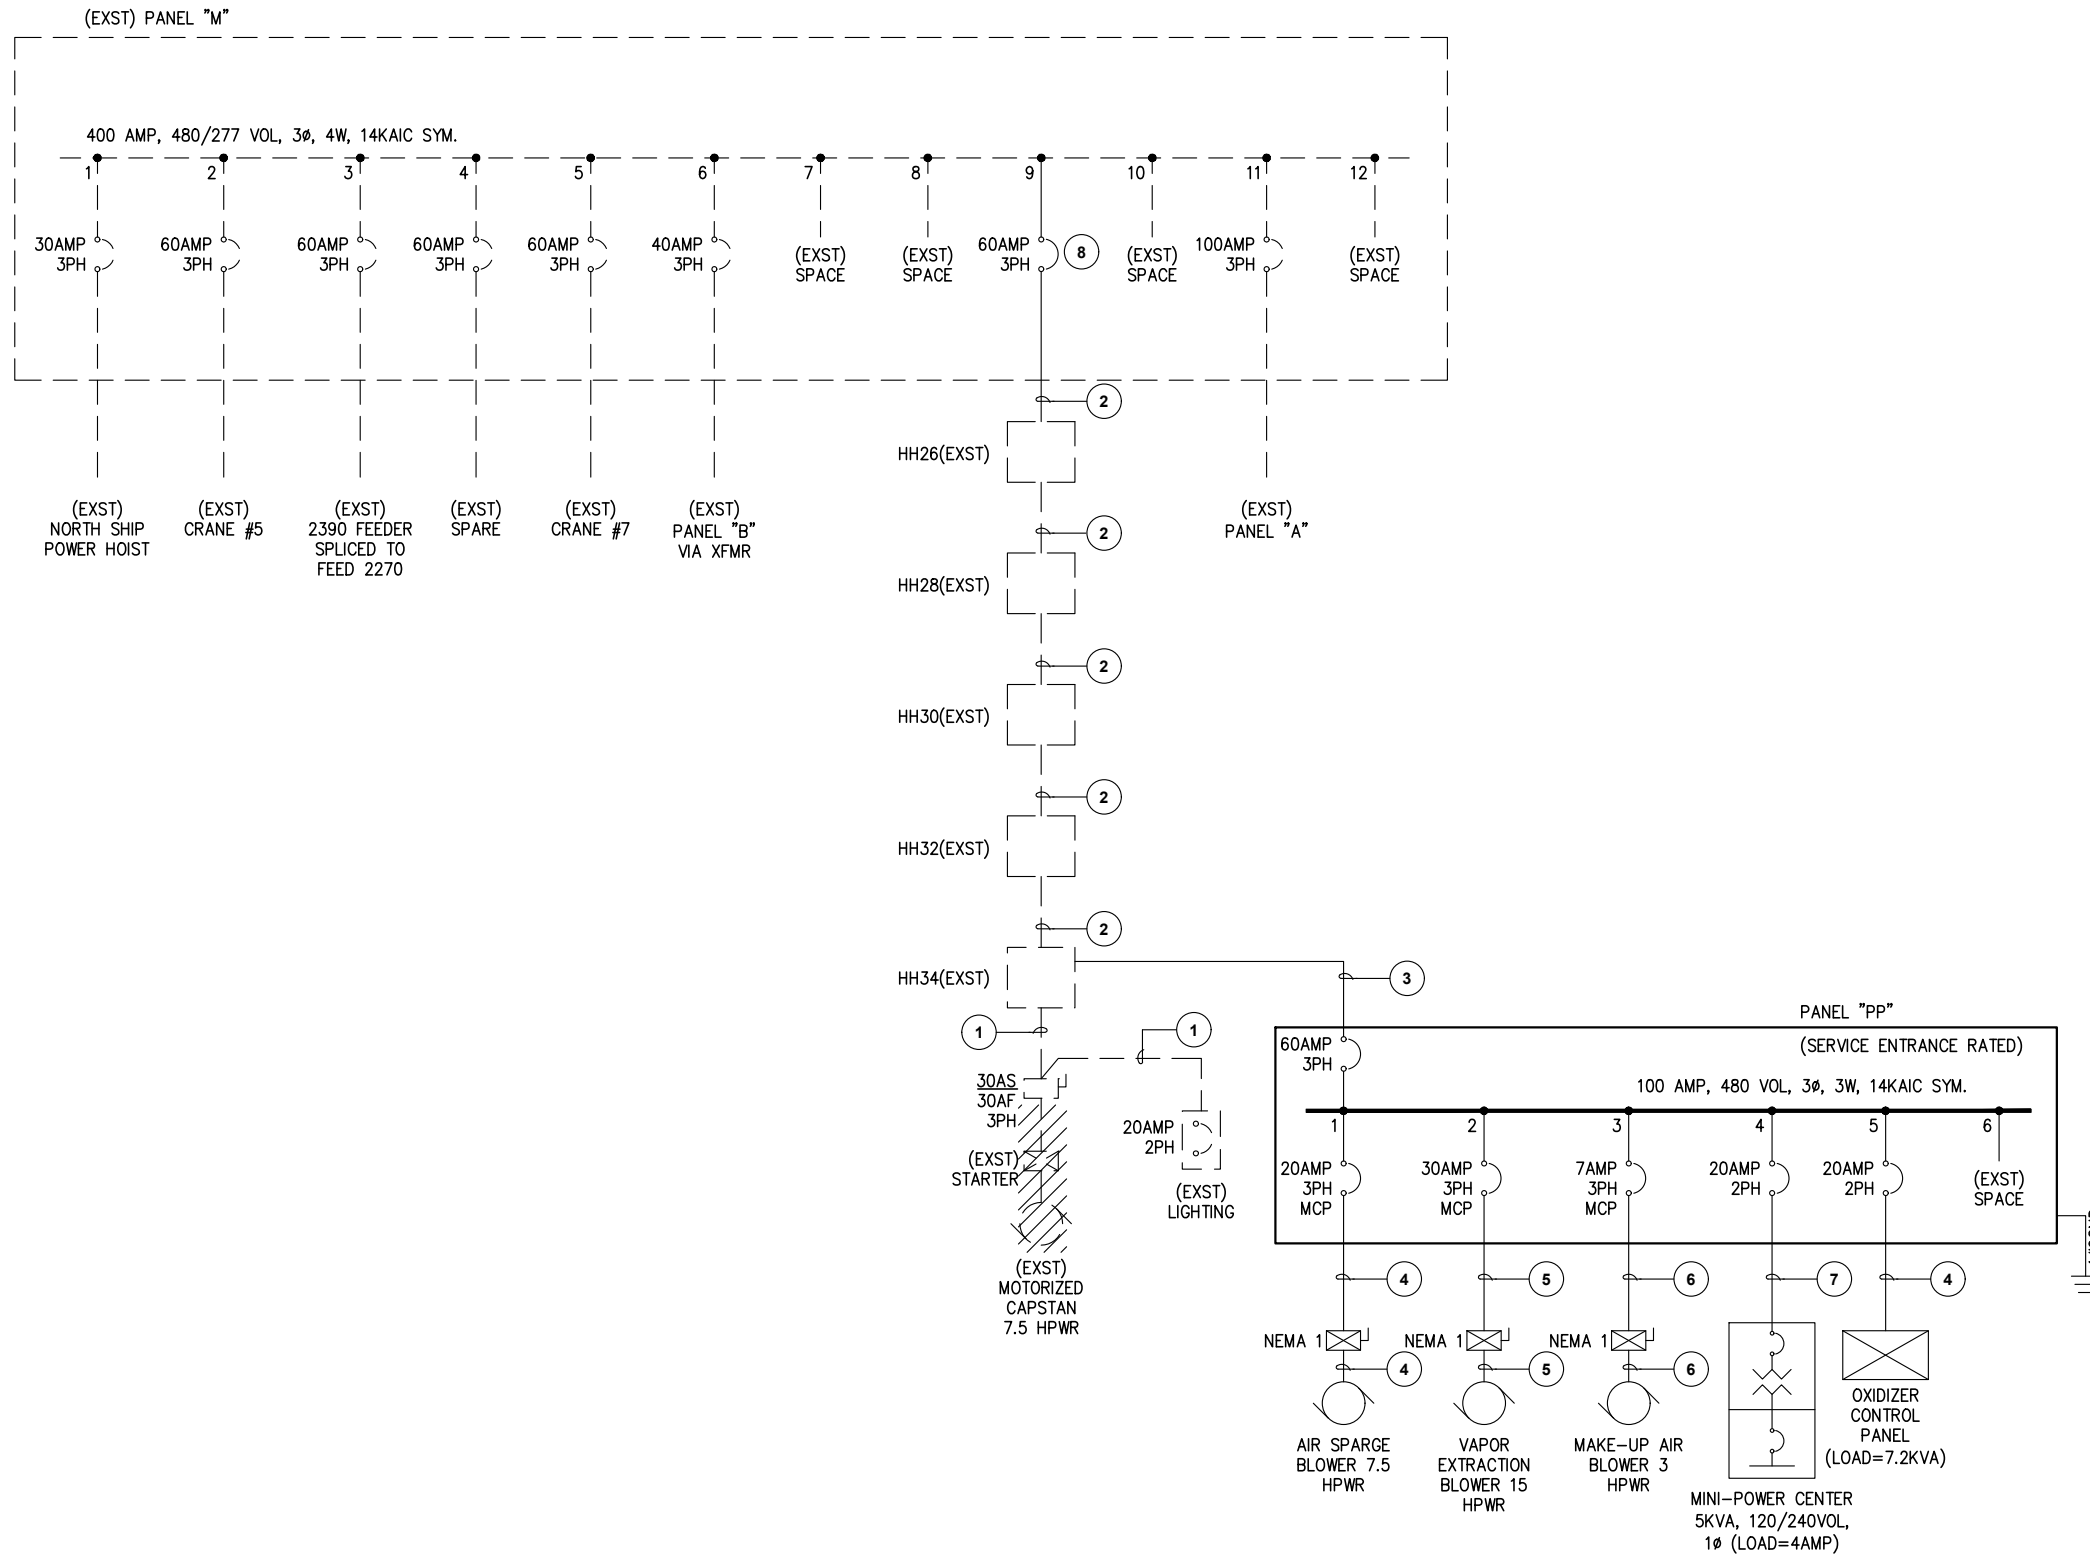 (EXST) PANEL "M"
400 AMP, 480/277 VOL, 3ø, 4W, 14KAIC SYM.
1
2
3
4
5
6
7
8
9
10
11
12
30AMP
3PH
60AMP
3PH
60AMP
3PH
60AMP
3PH
60AMP
3PH
40AMP
3PH
(EXST)
SPACE
(EXST)
SPACE
60AMP
3PH
8
(EXST)
SPACE
100AMP
3PH
(EXST)
SPACE
(EXST)
NORTH SHIP
POWER HOIST
(EXST)
CRANE #5
(EXST)
2390 FEEDER
SPLICED TO
FEED 2270
(EXST)
SPARE
(EXST)
CRANE #7
(EXST)
PANEL "B"
VIA XFMR
(EXST)
PANEL "A"
2
HH26(EXST)
2
HH28(EXST)
2
HH30(EXST)
2
HH32(EXST)
2
HH34(EXST)
3
1
1
30AS
30AF
3PH
(EXST)
STARTER
(EXST)
MOTORIZED
CAPSTAN
7.5 HPWR
20AMP
2PH
(EXST)
LIGHTING
PANEL "PP"
(SERVICE ENTRANCE RATED)
60AMP
3PH
100 AMP, 480 VOL, 3ø, 3W, 14KAIC SYM.
1
2
3
4
5
6
20AMP
3PH
MCP
30AMP
3PH
MCP
7AMP
3PH
MCP
20AMP
2PH
20AMP
2PH
(EXST)
SPACE
4
5
6
7
4
NEMA 1
NEMA 1
NEMA 1
4
5
6
AIR SPARGE
BLOWER 7.5
HPWR
VAPOR
EXTRACTION
BLOWER 15
HPWR
MAKE-UP AIR
BLOWER 3
HPWR
MINI-POWER CENTER
5KVA, 120/240VOL,
1ø (LOAD=4AMP)
OXIDIZER
CONTROL
PANEL
(LOAD=7.2KVA)